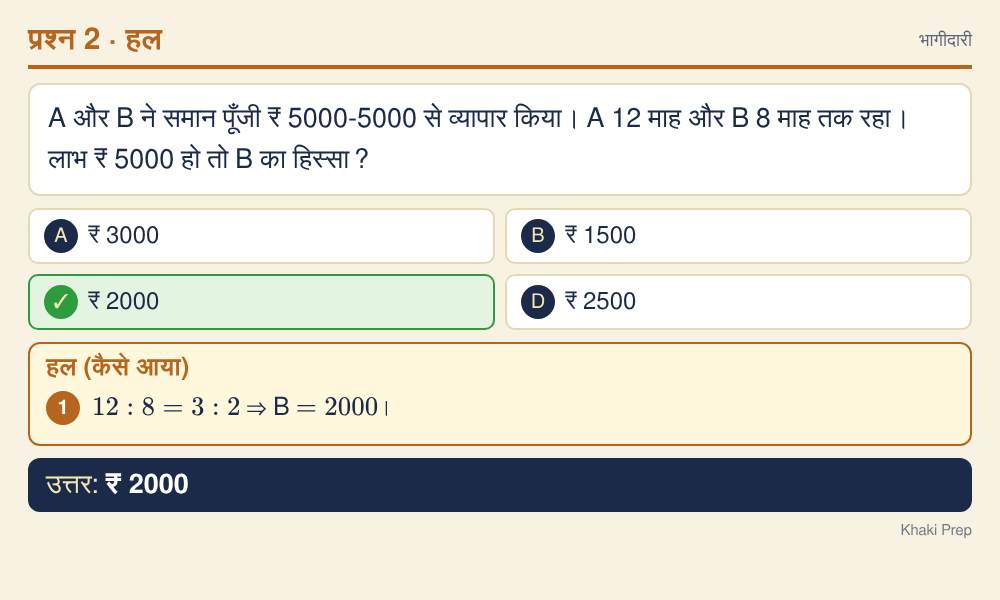 प्रश्न 2 · हल
भागीदारी
A और B ने समान पूँजी ₹ 5000-5000 से व्यापार किया। A 12 माह और B 8 माह तक रहा।
लाभ ₹ 5000 हो तो B का हिस्सा ?
A ₹ 3000
B ₹ 1500
✓ ₹ 2000
D ₹ 2500
हल (कैसे आया)
1 12 : 8 = 3 : 2 ⇒ B = 2000।
उत्तर: ₹ 2000
Khaki Prep